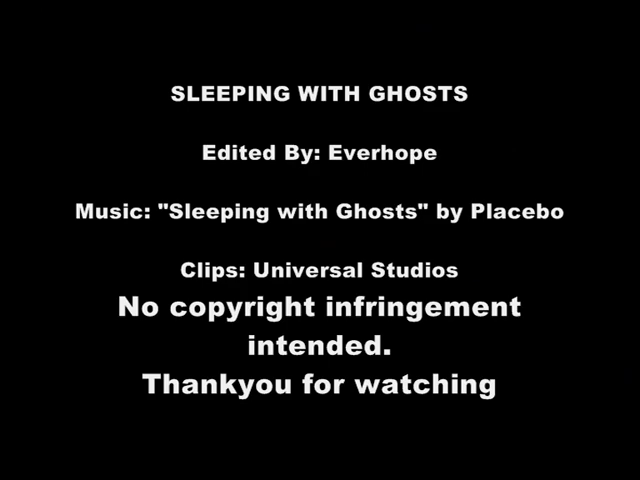 SLEEPING WITH GHOSTS
Edited By: Everhope
Music: "Sleeping with Ghosts" by Placebo
Clips: Universal Studios
No copyright infringement
intended.
Thankyou for watching